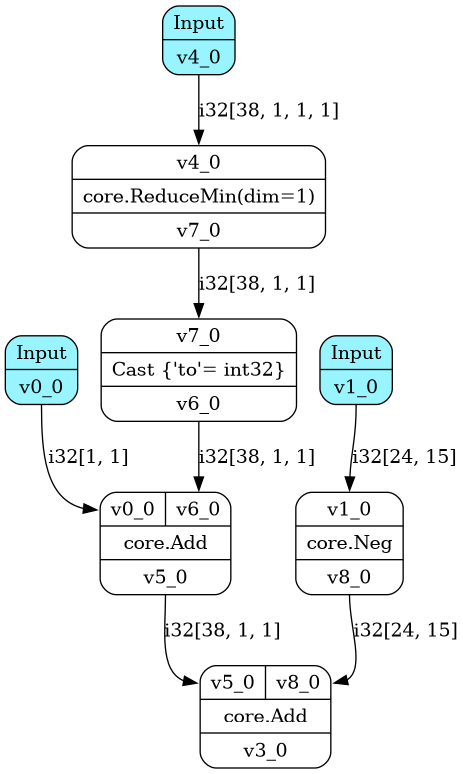 Input
v4_0
i32[38, 1, 1, 1]
v4_0
core.ReduceMin(dim=1)
v7_0
i32[38, 1, 1]
v7_0
Cast {'to'= int32}
v6_0
Input
v0_0
Input
v1_0
i32[1, 1]
i32[38, 1, 1]
i32[24, 15]
v0_0 v6_0
core.Add
v5_0
v1_0
core.Neg
v8_0
i32[38, 1, 1]
i32[24, 15]
v5_0 v8_0
core.Add
v3_0